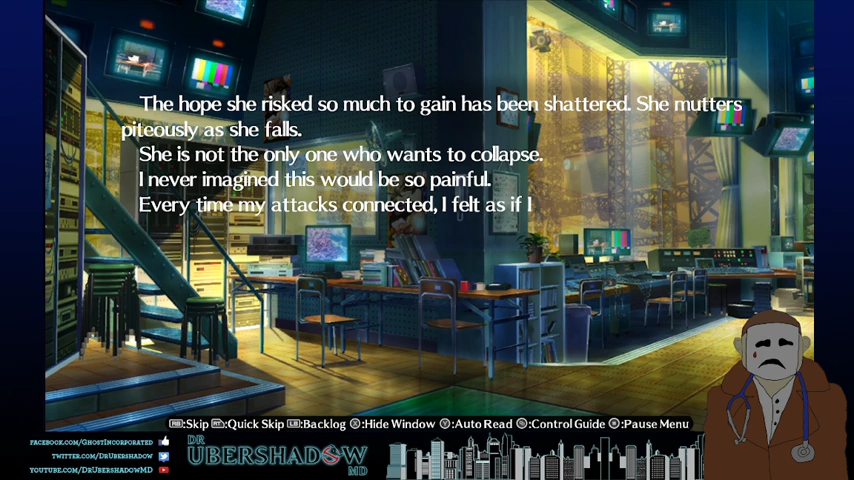 The hope she risked so much to gain has been shattered. She mutters
piteously as she falls.
She is not the only one who wants to collapse.
I never imagined this would be so painful.
Every time my attacks connected, I felt as if I
RB:Skip RT:Quick Skip LB:Backlog X:Hide Window Y:Auto Read :Control Guide :Pause Menu
FACEBOOK.COM/GHOSTINCORPORATED
TWITTER.COM/DRUBERSHADOW
YOUTUBE.COM/DRUBERSHADOWMD
DR
UBERSHADOW
MD